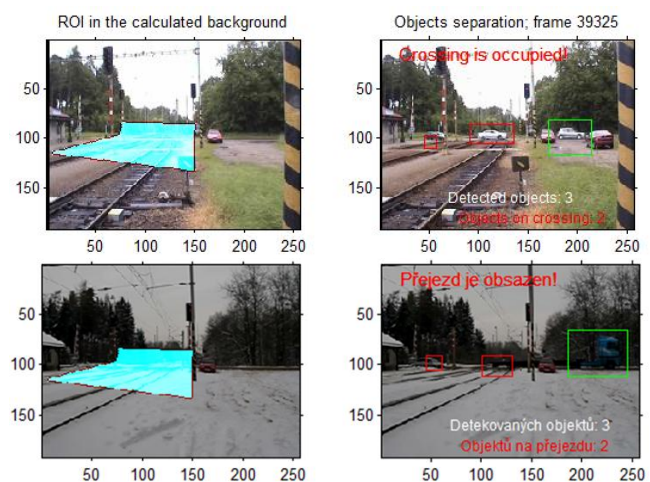 ROI in the calculated background
Objects separation; frame 39325
Crossing is occupied!
50
100
150
Detected objects: 3
Objects on crossing: 2
50 100 150 200 250
50 100 150 200 250
Přejezd je obsazen!
0
50
100
150
0
50
100
150
Detekovaných objektů: 3
Objektů na přejezdu: 2
50 100 150 200 250
50 100 150 200 250